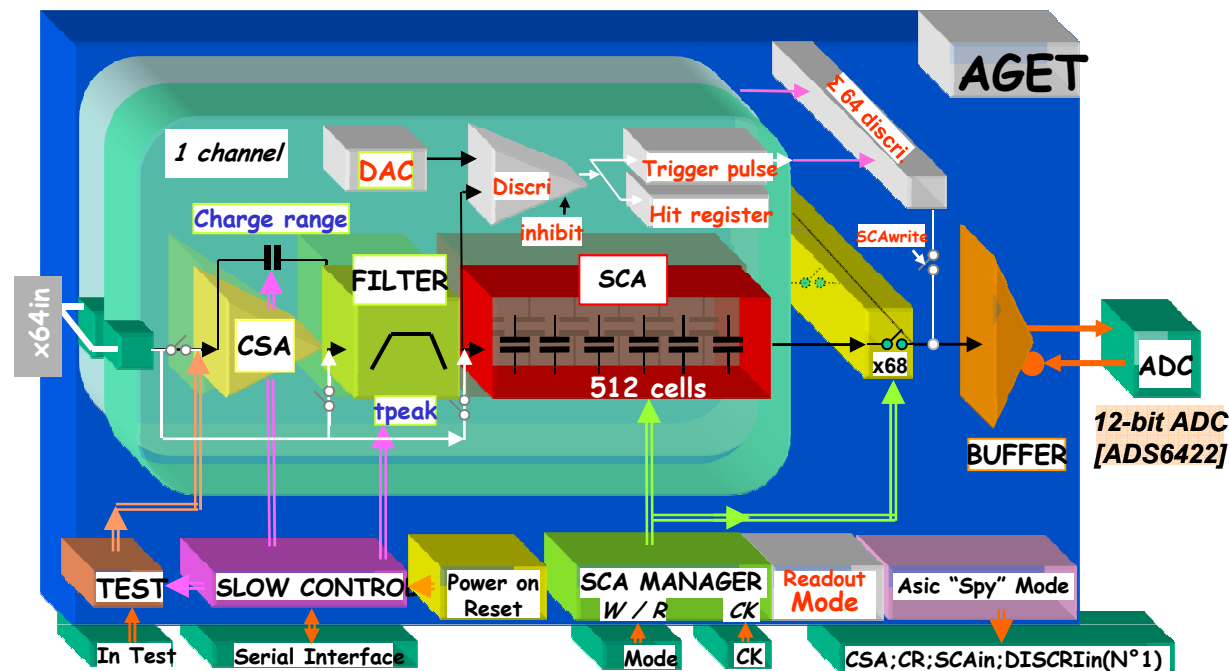 AGET
Σ 64 discri.
1 channel
DAC
Discri
Trigger pulse
Hit register
inhibit
Charge range
SCAwrite
FILTER
SCA
x64in
CSA
512 cells
x68
ADC
tpeak
12-bit ADC
[ADS6422]
BUFFER
TEST
SLOW CONTROL
Power on
Reset
SCA MANAGER
W / R
CK
Readout
Mode
Asic “Spy” Mode
In Test
Serial Interface
Mode
CK
CSA;CR;SCAin;DISCRIin(N°1)